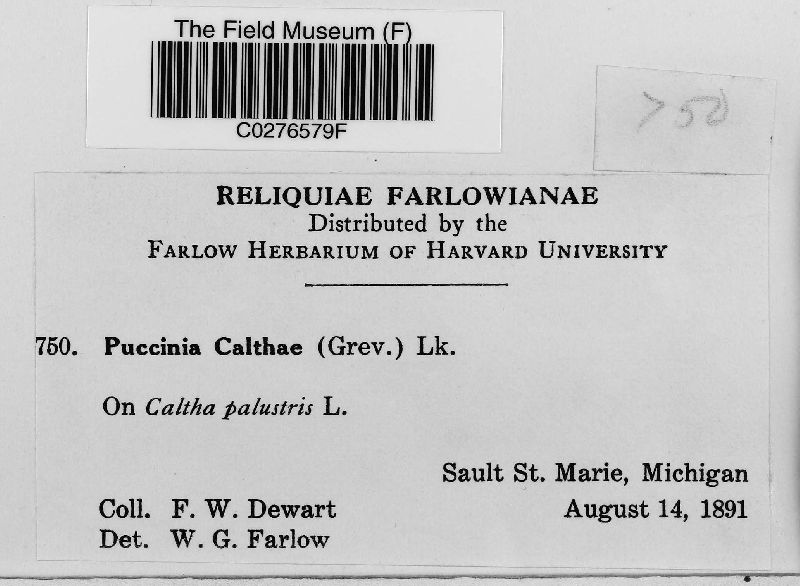 The Field Museum (F)
C0276579F
750
RELIQUIAE FARLOWIANAE
Distributed by the
FARLOW HERBARIUM OF HARVARD UNIVERSITY
750. Puccinia Calthae (Grev.) Lk.
On Caltha palustris L.
Sault St. Marie, Michigan
Coll. F. W. Dewart August 14, 1891
Det. W. G. Farlow